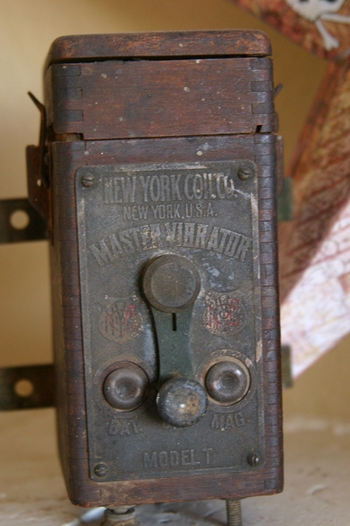 NEW YORK COIL CO.
NEW YORK, U.S.A.
MASTER VIBRATOR
BAT MAG
MODEL T